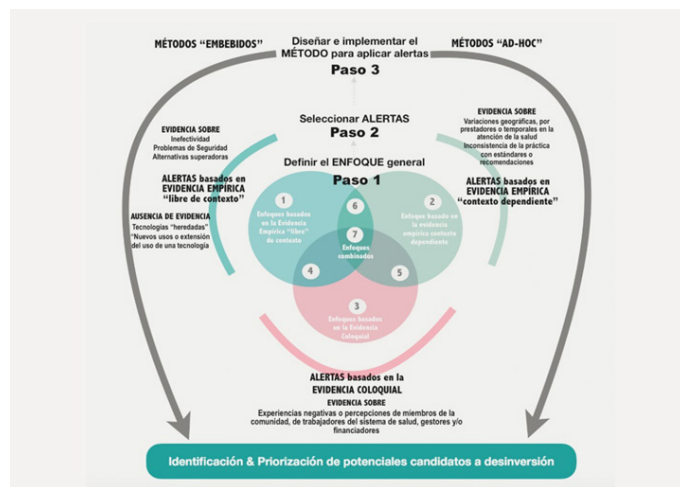 MÉTODOS “EMBEBIDOS”
Diseñar e implementar el
MÉTODO para aplicar alertas
Paso 3
MÉTODOS “AD-HOC”
Seleccionar ALERTAS
Paso 2
Definir el ENFOQUE general
Paso 1
EVIDENCIA SOBRE
Inefectividad
Problemas de Seguridad
Alternativas superadoras
ALERTAS basados en
EVIDENCIA EMPÍRICA
“libre de contexto”
AUSENCIA DE EVIDENCIA
Tecnologías “heredadas”
“Nuevos usos o extensión
del uso de una tecnología
EVIDENCIA SOBRE
Variaciones geográficas, por
prestadores o temporales en la
atención de la salud
Inconsistencia de la práctica
con estándares o
recomendaciones
ALERTAS basados en
EVIDENCIA EMPÍRICA
“contexto dependiente”
1
Enfoques basados
en la Evidencia
Empírica “libre”
de contexto
6
2
Enfoque basado en
la evidencia
empírica contexto
dependiente
7
Enfoques
combinados
4
5
3
Enfoques basados
en la Evidencia
Coloquial
ALERTAS basados en la
EVIDENCIA COLOQUIAL
EVIDENCIA SOBRE
Experiencias negativas o percepciones de miembros de la
comunidad, de trabajadores del sistema de salud, gestores y/o
financiadores
Identificación & Priorización de potenciales candidatos a desinversión